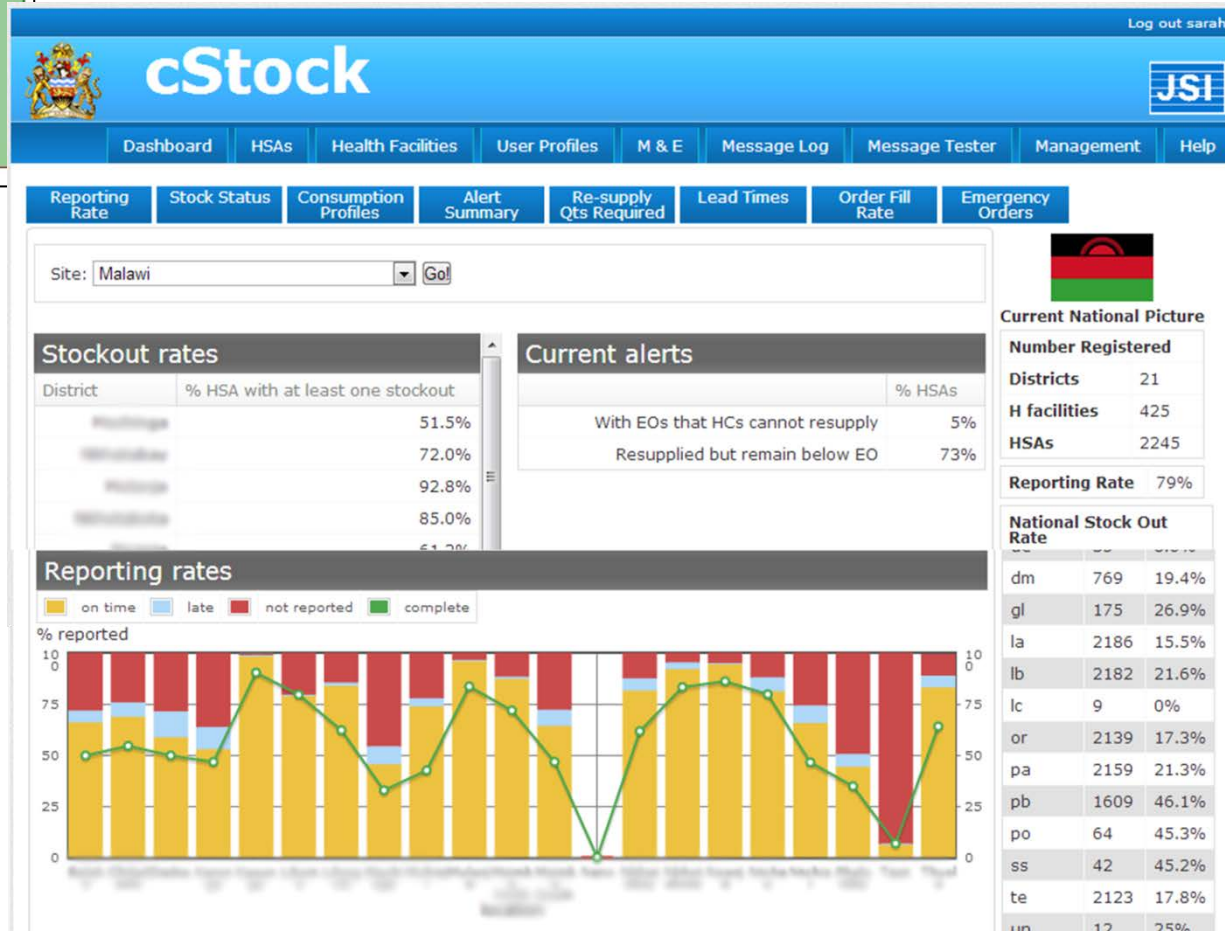 Log out sarah
cStock
JSI
Dashboard HSAs Health Facilities User Profiles M & E Message Log Message Tester Management Help
Reporting Rate Stock Status Consumption Profiles Alert Summary Re-supply Qts Required Lead Times Order Fill Rate Emergency Orders
Site: Malawi Go!
Current National Picture
Stockout rates
District % HSA with at least one stockout
51.5%
72.0%
92.8%
85.0%
Current alerts
% HSAs
With EOs that HCs cannot resupply 5%
Resupplied but remain below EO 73%
Number Registered
Districts 21
H facilities 425
HSAs 2245
Reporting Rate 79%
National Stock Out
Rate
dm 769 19.4%
gl 175 26.9%
la 2186 15.5%
lb 2182 21.6%
lc 9 0%
or 2139 17.3%
pa 2159 21.3%
pb 1609 46.1%
po 64 45.3%
ss 42 45.2%
te 2123 17.8%
un 12 25%
Reporting rates
on time late not reported complete
% reported
10
0
75
50
25
0
10
0
75
50
25
0